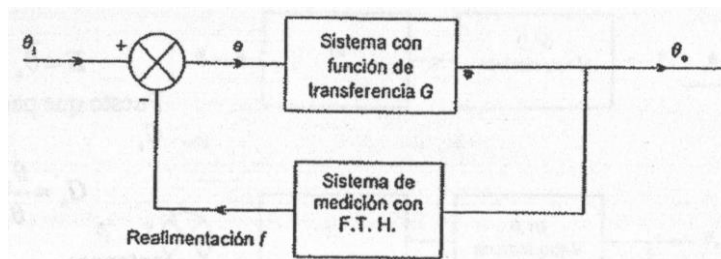 θi
+
e
Sistema con
función de
transferencia G
θo
Sistema de
medición con
F.T. H.
Realimentación f